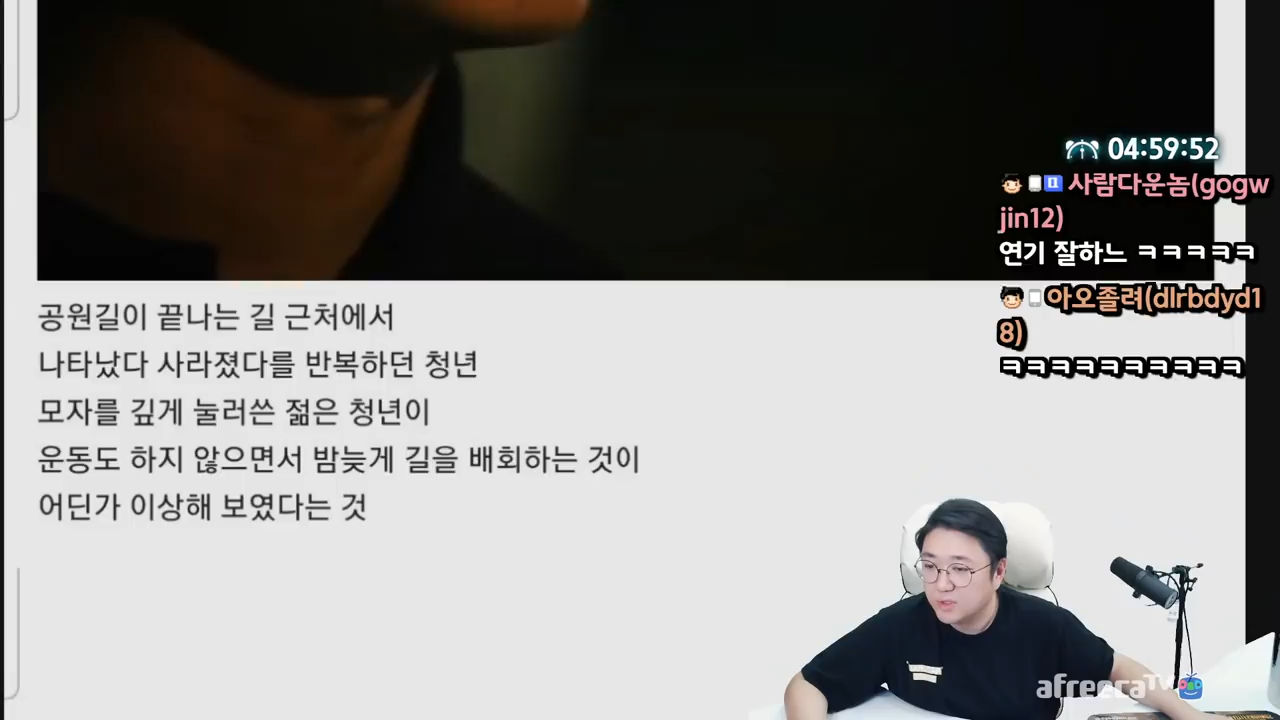 04:59:52
사람다운놈(gogw
jin12)
연기 잘하느 ㅋㅋㅋㅋㅋ
아오졸려(dlrbdyd1
8)
ㅋㅋㅋㅋㅋㅋㅋㅋㅋㅋ
공원길이 끝나는 길 근처에서
나타났다 사라졌다를 반복하던 청년
모자를 깊게 눌러쓴 젊은 청년이
운동도 하지 않으면서 밤늦게 길을 배회하는 것이
어딘가 이상해 보였다는 것
afreecaTV